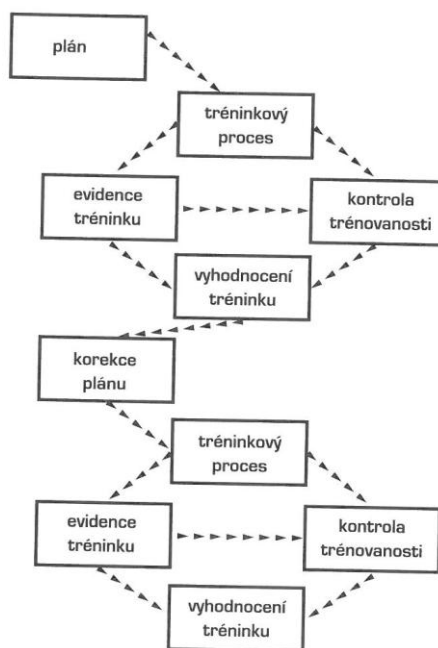 plán
tréninkový
proces
evidence
tréninku
kontrola
trénovanosti
vyhodnocení
tréninku
korekce
plánu
tréninkový
proces
evidence
tréninku
kontrola
trénovanosti
vyhodnocení
tréninku